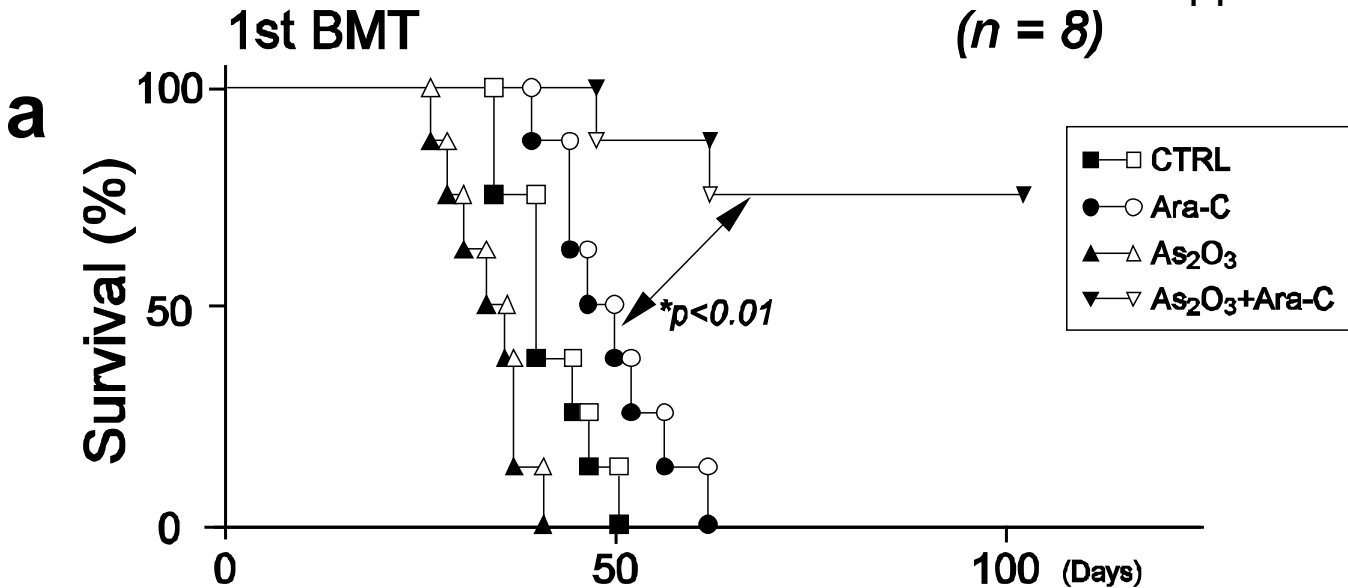 1st BMT
(n = 8)
a
100
50
0
Survival (%)
*p<0.01
CTRL
Ara-C
As₂O₃
As₂O₃+Ara-C
0 50 100 (Days)